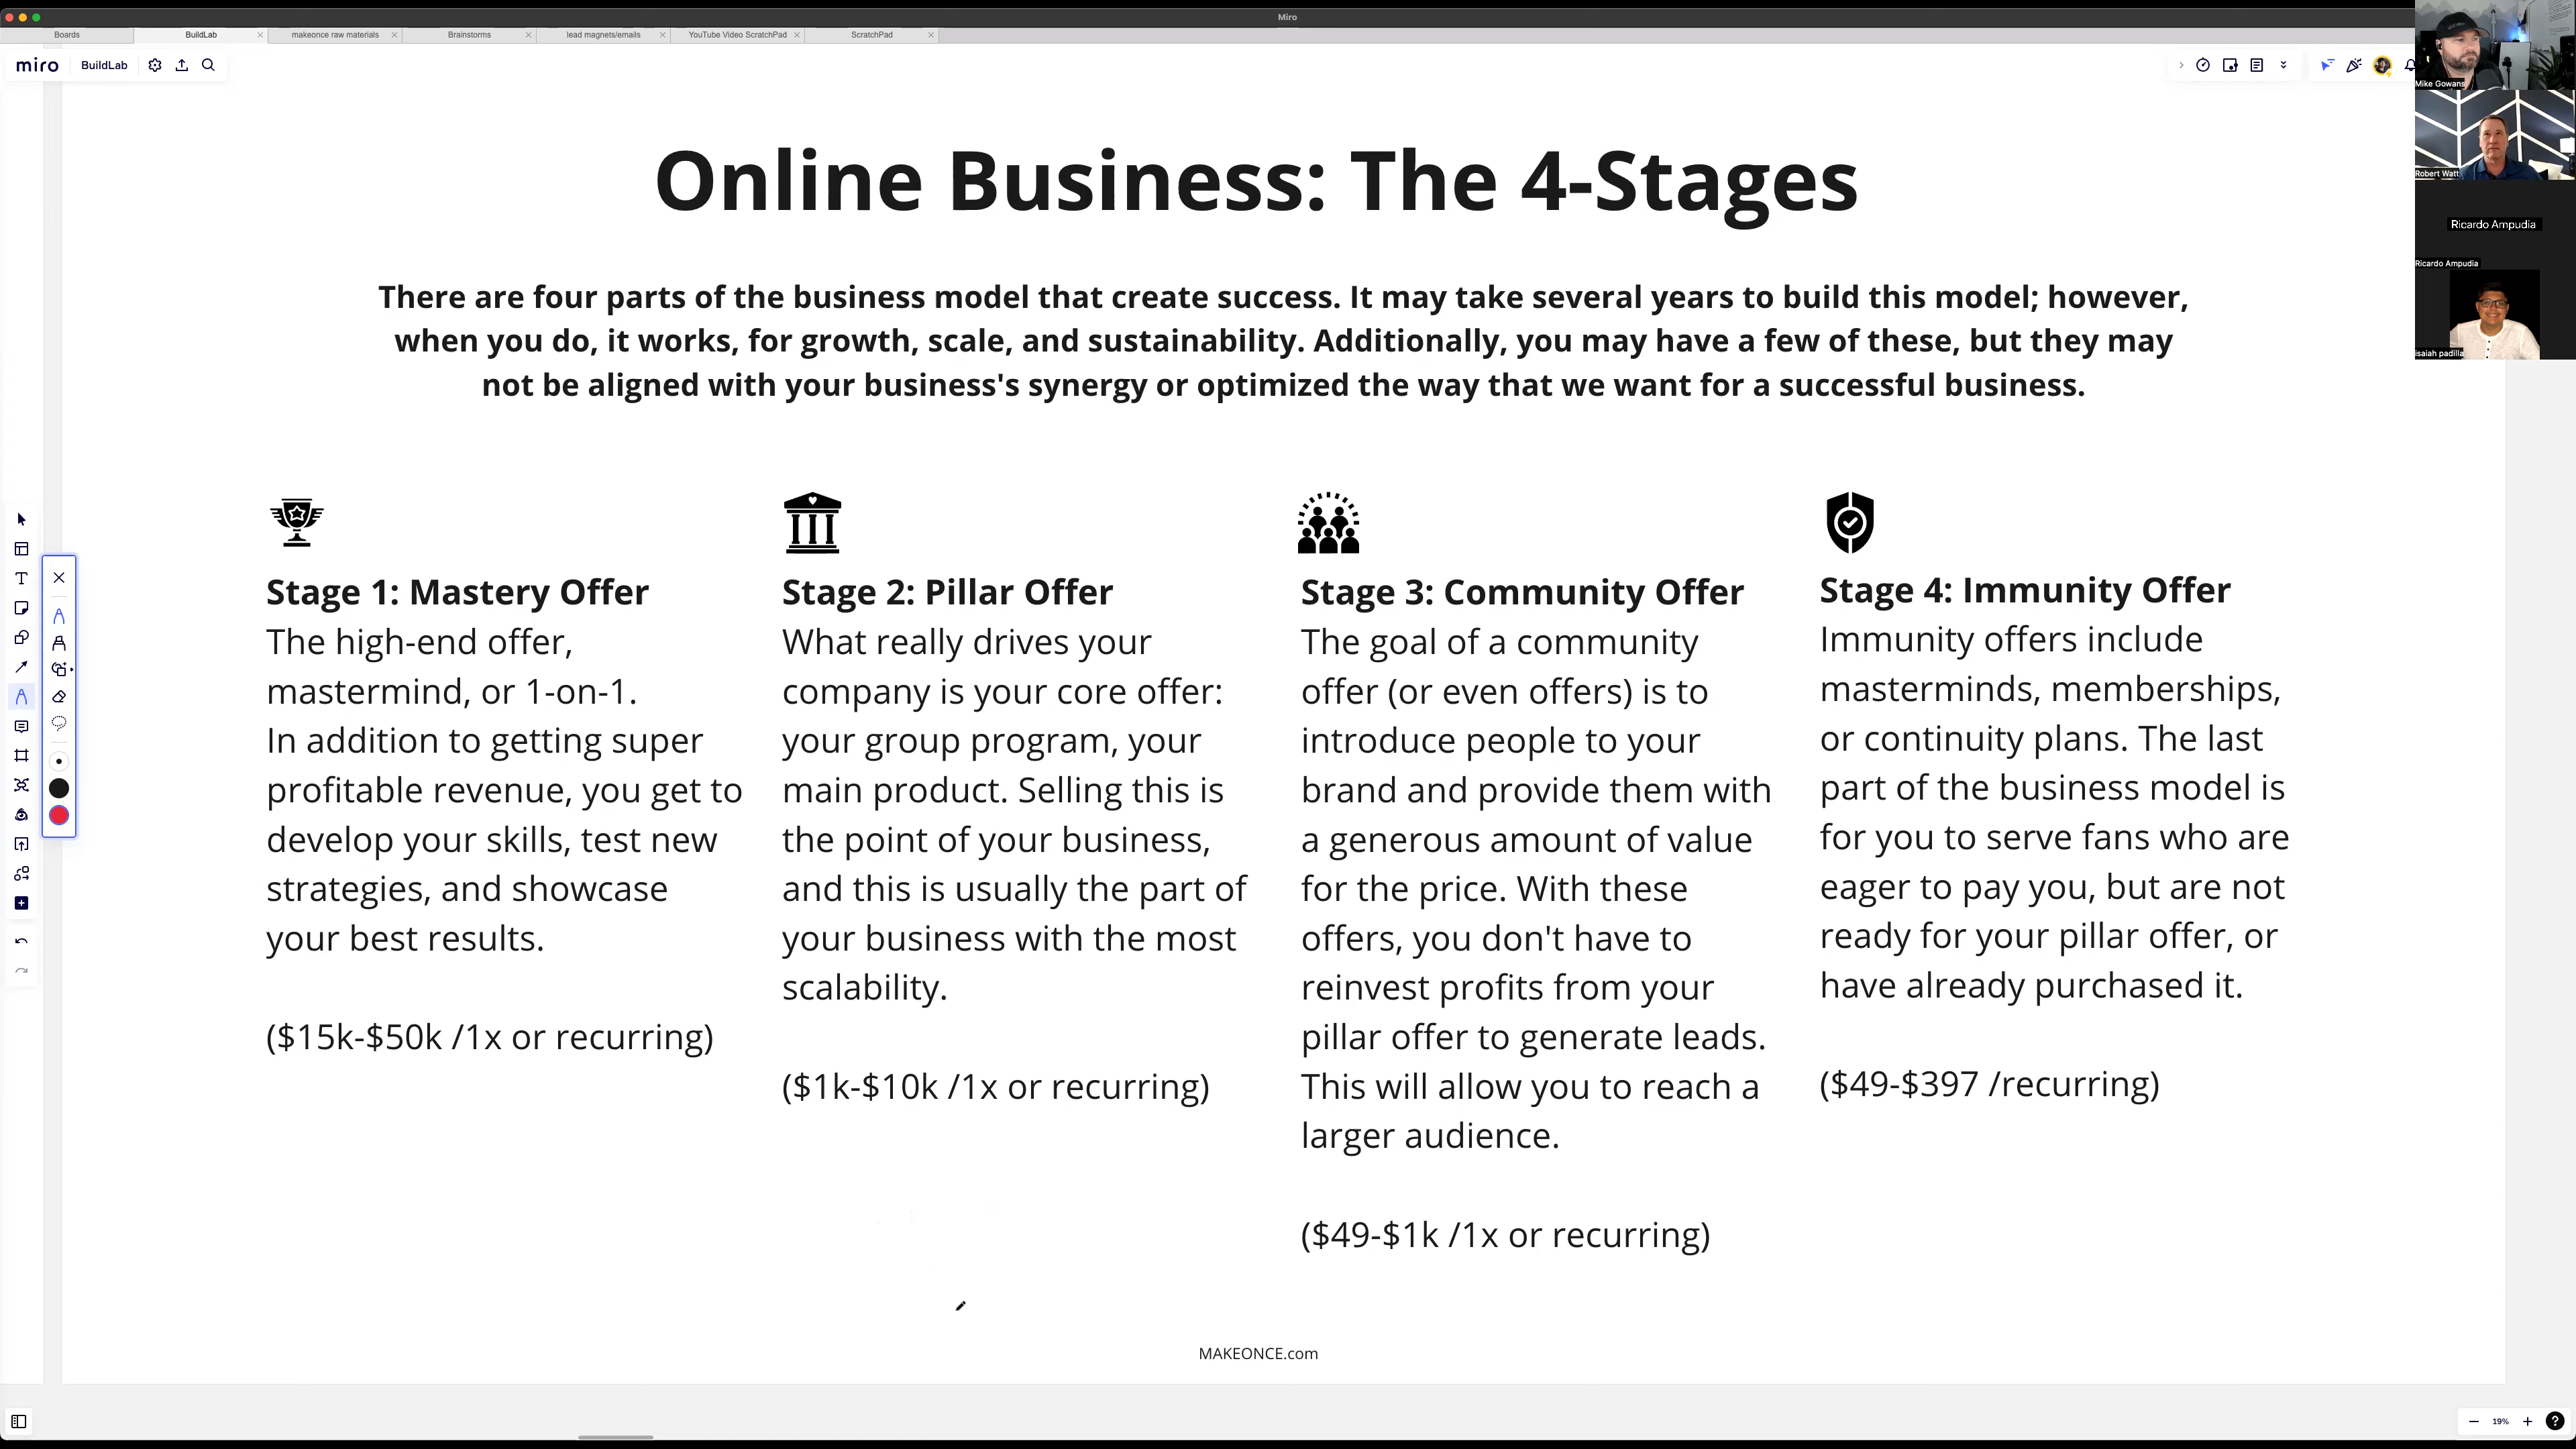 Miro
Boards
BuildLab
makeonce raw materials
Brainstorms
lead magnets/emails
YouTube Video ScratchPad
ScratchPad
miro
BuildLab
Mike Gowans
Robert Watt
Ricardo Ampudia
Ricardo Ampudia
isaiah padilla
Online Business: The 4-Stages
There are four parts of the business model that create success. It may take several years to build this model; however,
when you do, it works, for growth, scale, and sustainability. Additionally, you may have a few of these, but they may
not be aligned with your business's synergy or optimized the way that we want for a successful business.
Stage 1: Mastery Offer
The high-end offer,
mastermind, or 1-on-1.
In addition to getting super
profitable revenue, you get to
develop your skills, test new
strategies, and showcase
your best results.
($15k-$50k /1x or recurring)
Stage 2: Pillar Offer
What really drives your
company is your core offer:
your group program, your
main product. Selling this is
the point of your business,
and this is usually the part of
your business with the most
scalability.
($1k-$10k /1x or recurring)
Stage 3: Community Offer
The goal of a community
offer (or even offers) is to
introduce people to your
brand and provide them with
a generous amount of value
for the price. With these
offers, you don't have to
reinvest profits from your
pillar offer to generate leads.
This will allow you to reach a
larger audience.
($49-$1k /1x or recurring)
Stage 4: Immunity Offer
Immunity offers include
masterminds, memberships,
or continuity plans. The last
part of the business model is
for you to serve fans who are
eager to pay you, but are not
ready for your pillar offer, or
have already purchased it.
($49-$397 /recurring)
MAKEONCE.com
19%